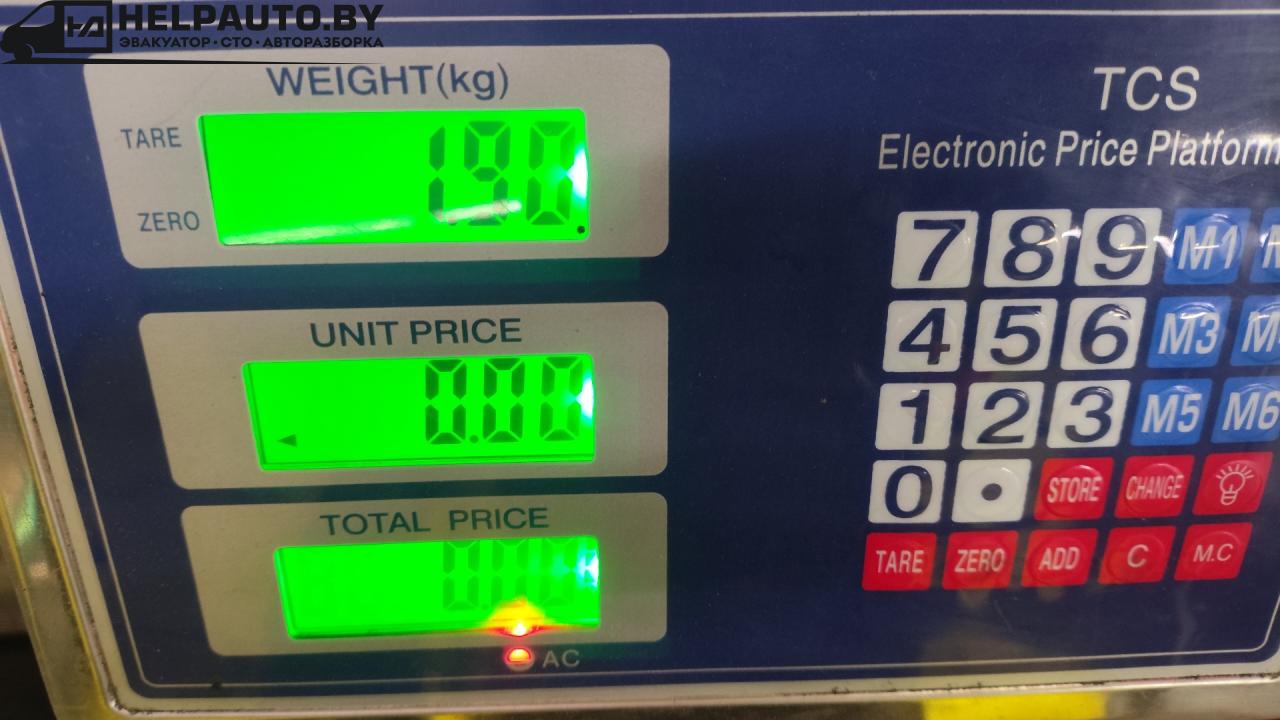 HELPAUTO.BY
ЭВАКУАТОР · СТО · АВТОРАЗБОРКА
WEIGHT(kg)
TARE
ZERO
UNIT PRICE
0.00
TOTAL PRICE
0.00
AC
TCS
Electronic Price Platform
7 8 9 M1
4 5 6 M3
1 2 3 M5 M6
0 . STORE CHANGE
TARE ZERO ADD C M.C